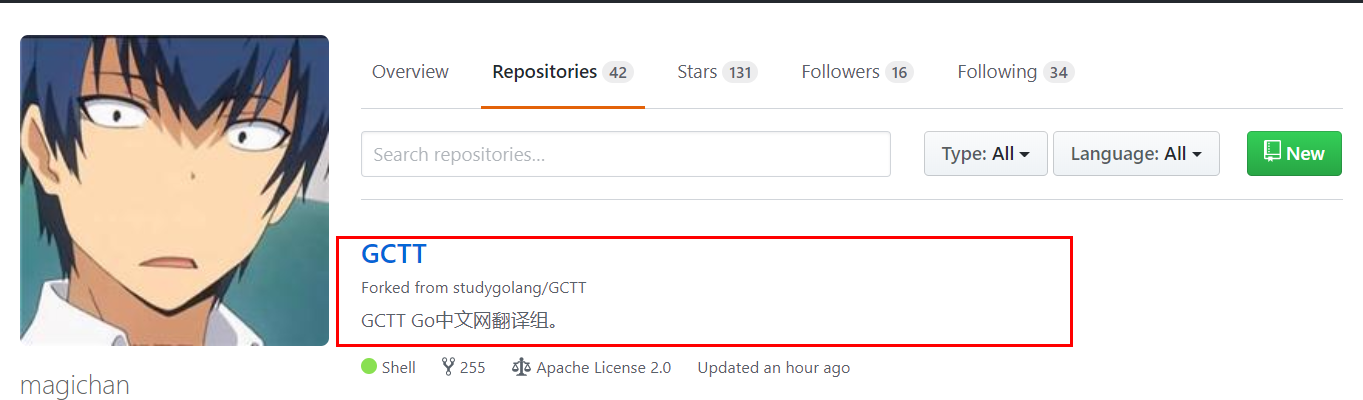 Overview Repositories 42 Stars 131 Followers 16 Following 34
Search repositories... Type: All Language: All New
GCTT
Forked from studygolang/GCTT
GCTT Go中文网翻译组。
Shell 255 Apache License 2.0 Updated an hour ago
magichan